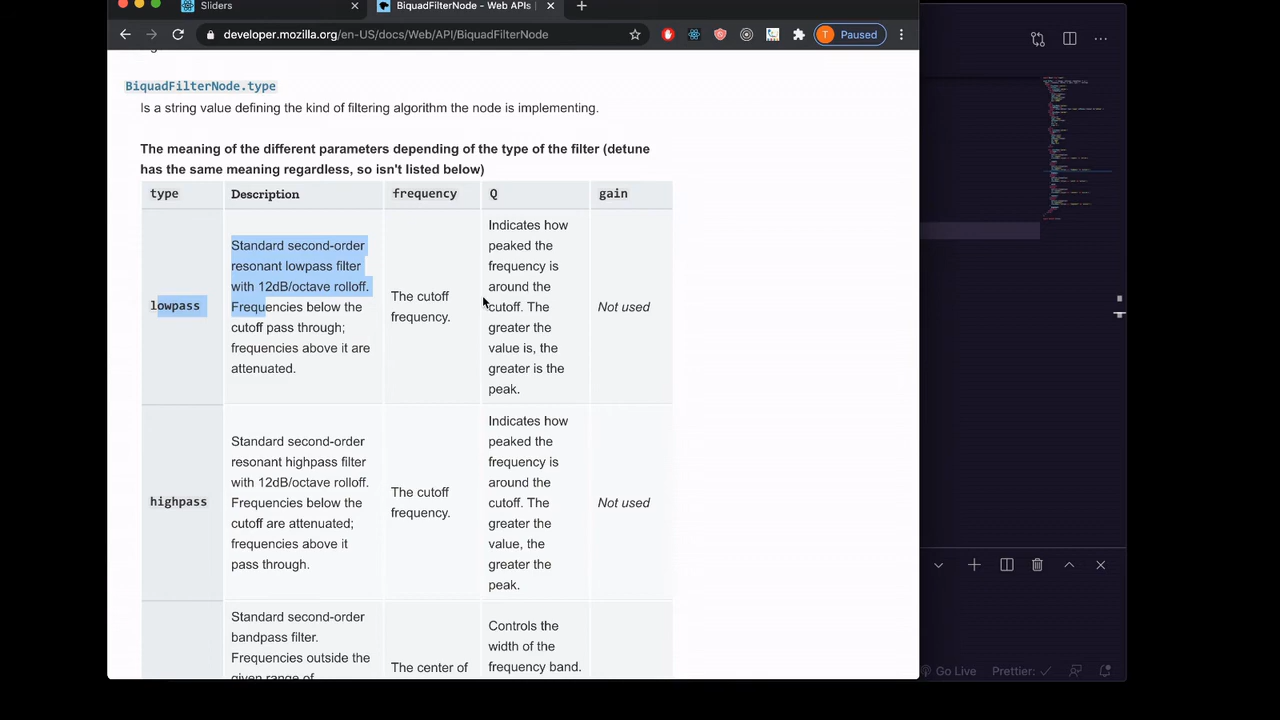 Sliders
BiquadFilterNode - Web APIs
developer.mozilla.org/en-US/docs/Web/API/BiquadFilterNode
T Paused
BiquadFilterNode.type
Is a string value defining the kind of filtering algorithm the node is implementing.
The meaning of the different parameters depending of the type of the filter (detune
has the same meaning regardless, so isn't listed below)
type Description frequency Q gain
lowpass
Standard second-order
resonant lowpass filter
with 12dB/octave rolloff.
Frequencies below the
cutoff pass through;
frequencies above it are
attenuated.
The cutoff
frequency.
Indicates how
peaked the
frequency is
around the
cutoff. The
greater the
value is, the
greater is the
peak.
Not used
highpass
Standard second-order
resonant highpass filter
with 12dB/octave rolloff.
Frequencies below the
cutoff are attenuated;
frequencies above it
pass through.
The cutoff
frequency.
Indicates how
peaked the
frequency is
around the
cutoff. The
greater the
value, the
greater the
peak.
Not used
Standard second-order
bandpass filter.
Frequencies outside the
given range of
The center of
Controls the
width of the
frequency band.
Go Live
Prettier: ✓